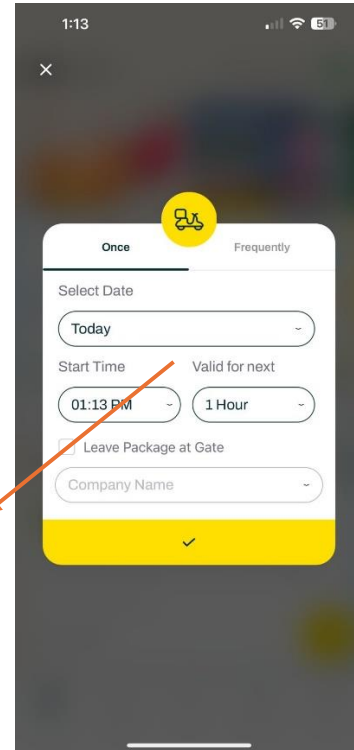 1:13
51
Once Frequently
Select Date
Today
Start Time Valid for next
01:13 PM 1 Hour
Leave Package at Gate
Company Name